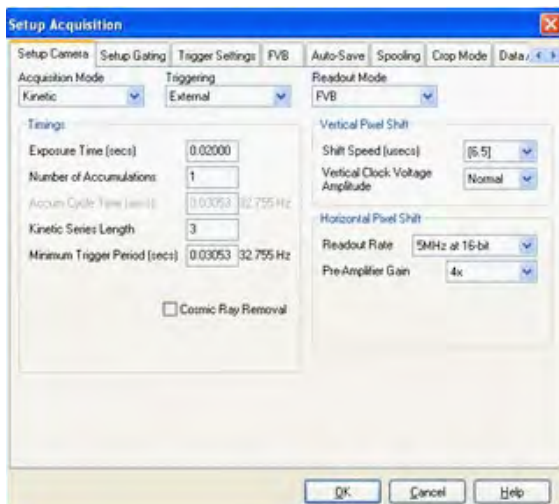 Setup Acquisition
Setup Camera Setup Gating Trigger Settings FVB Auto-Save Spooling Crop Mode Data
Acquisition Mode Triggering Readout Mode
Kinetic External FVB
Timings
Exposure Time (secs) 0.02000
Number of Accumulations 1
Accum Cycle Time (secs) 0.03053 32.755 Hz
Kinetic Series Length 3
Minimum Trigger Period (secs) 0.03053 32.755 Hz
Cosmic Ray Removal
Vertical Pixel Shift
Shift Speed (usecs) [6.5]
Vertical Clock Voltage Normal
Amplitude
Horizontal Pixel Shift
Readout Rate 5MHz at 16-bit
Pre-Amplifier Gain 4x
OK Cancel Help